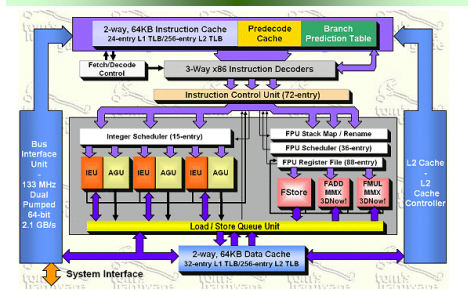 2-way, 64KB Instruction Cache
24-entry L1 TLB/256-entry L2 TLB
Predecode
Cache
Branch
Prediction Table
Fetch/Decode
Control
3-Way x86 Instruction Decoders
Instruction Control Unit (72-entry)
Integer Scheduler (15-entry)
FPU Stack Map / Rename
FPU Scheduler (36-entry)
FPU Register File (88-entry)
IEU
AGU
IEU
AGU
IEU
AGU
FStore
FADD
MMX
3DNow!
FMUL
MMX
3DNow!
Load / Store Queue Unit
2-way, 64KB Data Cache
32-entry L1 TLB/256-entry L2 TLB
Bus
Interface
Unit
-
133 MHz
Dual
Pumped
64-bit
2.1 GB/s
L2 Cache
-
L2 Cache
Controller
System Interface